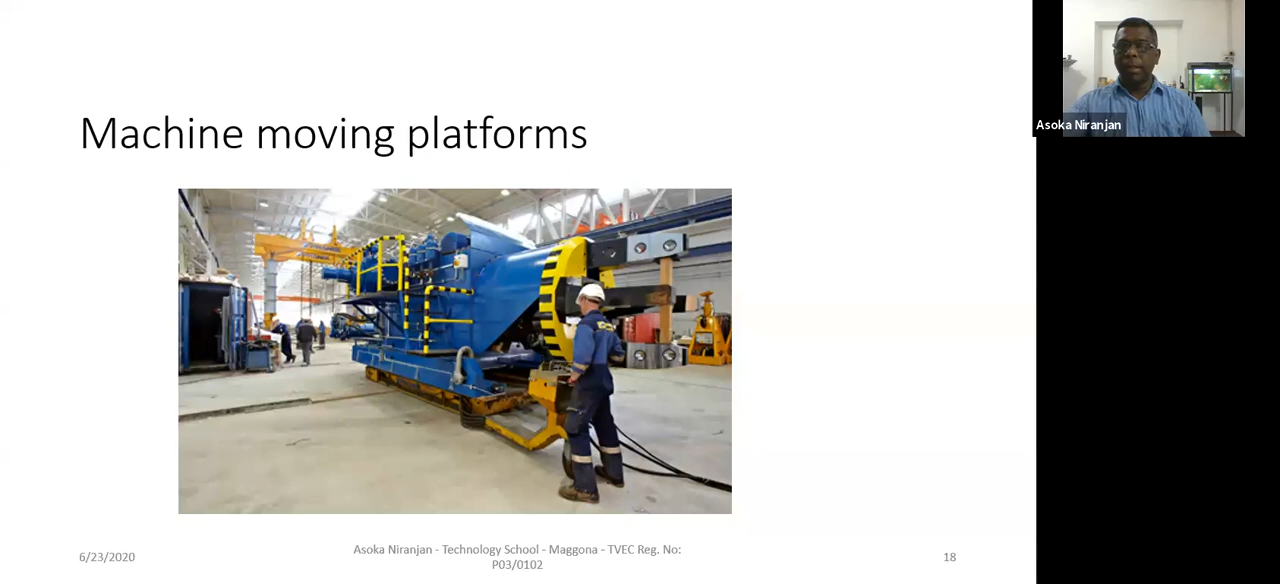 Machine moving platforms
Asoka Niranjan
6/23/2020
Asoka Niranjan - Technology School - Maggona - TVEC Reg. No:
P03/0102
18